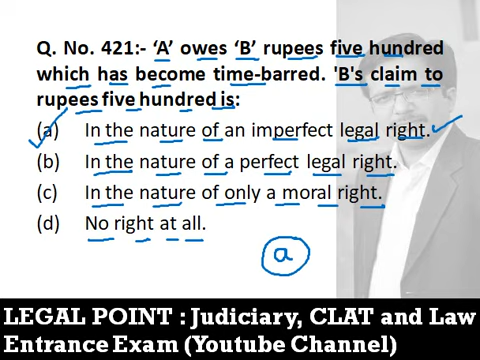 Q. No. 421:- ‘A’ owes ‘B’ rupees five hundred
which has become time-barred. 'B's claim to
rupees five hundred is:
(a) In the nature of an imperfect legal right.
(b) In the nature of a perfect legal right.
(c) In the nature of only a moral right.
(d) No right at all.
a
LEGAL POINT : Judiciary, CLAT and Law
Entrance Exam (Youtube Channel)